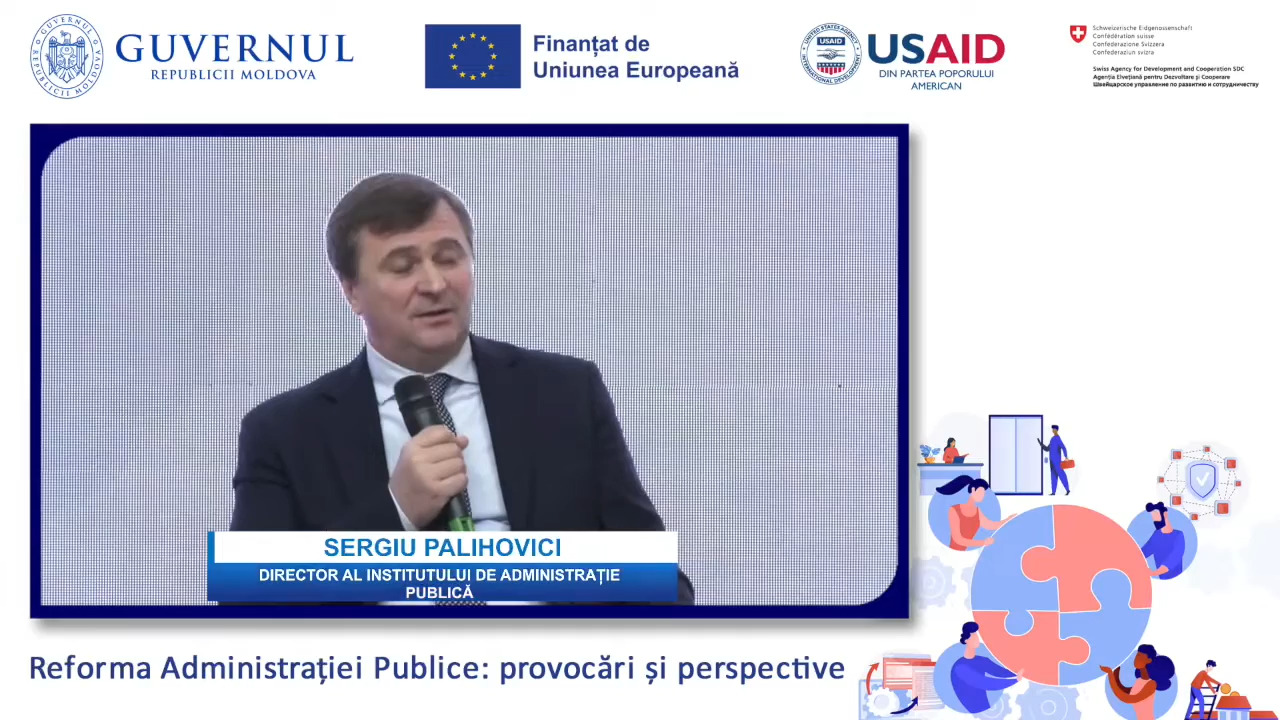 GUVERNUL
REPUBLICII MOLDOVA
Finanțat de
Uniunea Europeană
USAID
USAID
DIN PARTEA POPORULUI
AMERICAN
Schweizerische Eidgenossenschaft
Confédération suisse
Confederazione Svizzera
Confederaziun svizra
Swiss Agency for Development and Cooperation SDC
Agenția Elvețiană pentru Dezvoltare și Cooperare
Швейцарское управление по развитию и сотрудничеству
SERGIU PALIHOVICI
DIRECTOR AL INSTITUTULUI DE ADMINISTRAȚIE
PUBLICĂ
Reforma Administrației Publice: provocări și perspective